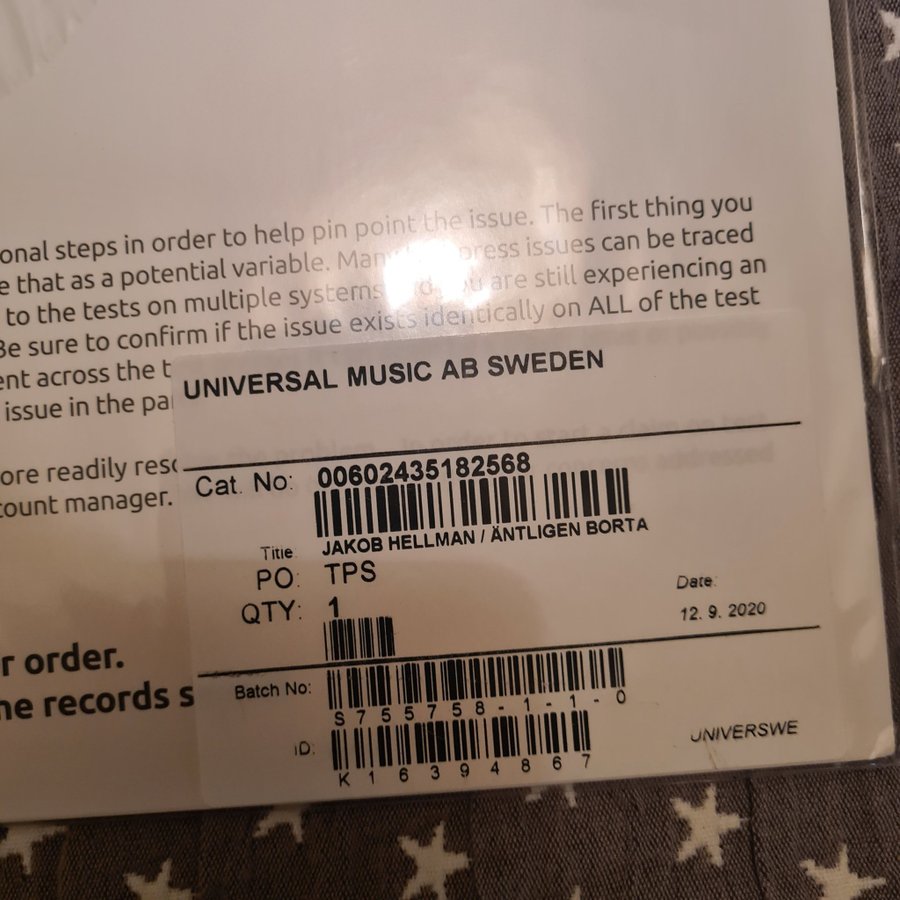 onal steps in order to help pin point the issue. The first thing you
e that as a potential variable. Many press issues can be traced
to the tests on multiple systems and you are still experiencing an
Be sure to confirm if the issue exists identically on ALL of the test
ent across the t
issue in the pa
ore readily reso
count manager.
r order.
he records s
UNIVERSAL MUSIC AB SWEDEN
Cat. No: 00602435182568
Title: JAKOB HELLMAN / ÄNTLIGEN BORTA
PO: TPS
QTY: 1
Date:
12. 9. 2020
Batch No:
S755758-1-1-0
ID:
K16394867
UNIVERSWE